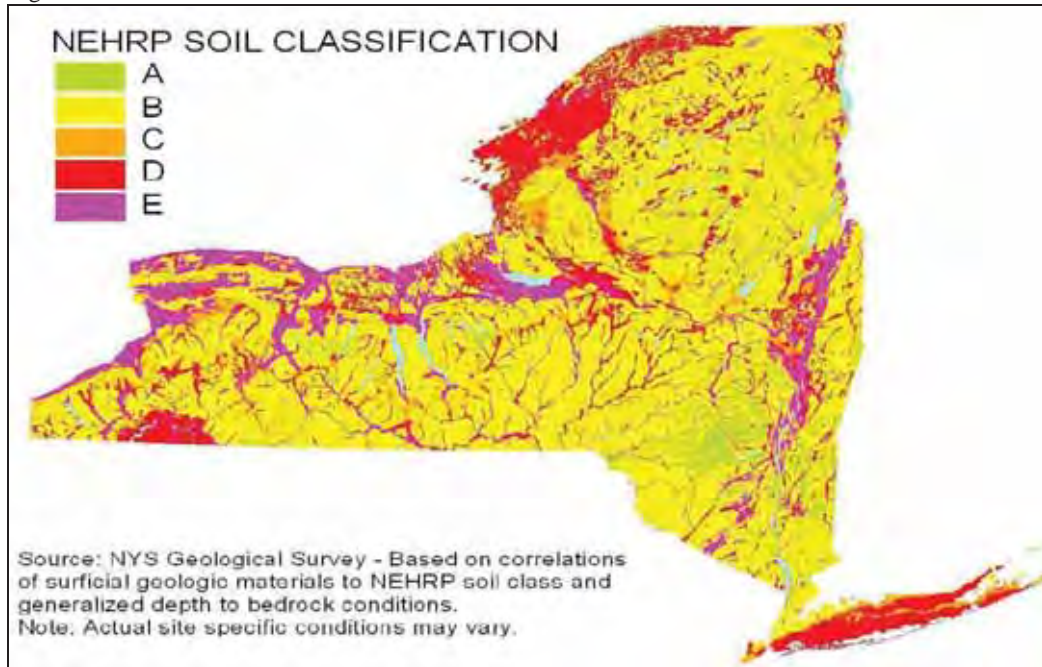 NEHRP SOIL CLASSIFICATION
A
B
C
D
E
Source: NYS Geological Survey - Based on correlations
of surficial geologic materials to NEHRP soil class and
generalized depth to bedrock conditions.
Note: Actual site specific conditions may vary.